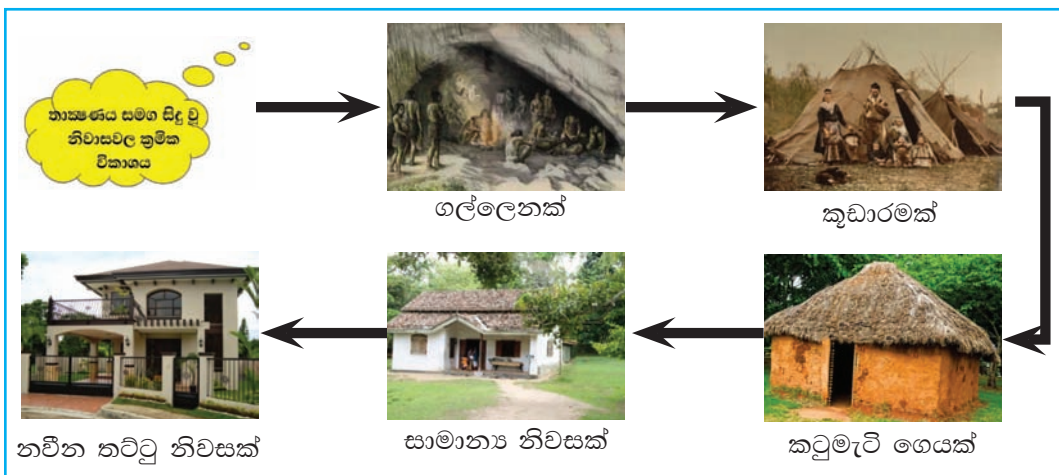 තාක්‍ෂණය සමග සිදු වූ
නිවාසවල ක්‍රමික
විකාශය
ගල්ලෙනක්
කූඩාරමක්
කටුමැටි ගෙයක්
සාමාන්‍ය නිවසක්
නවීන තට්ටු නිවසක්